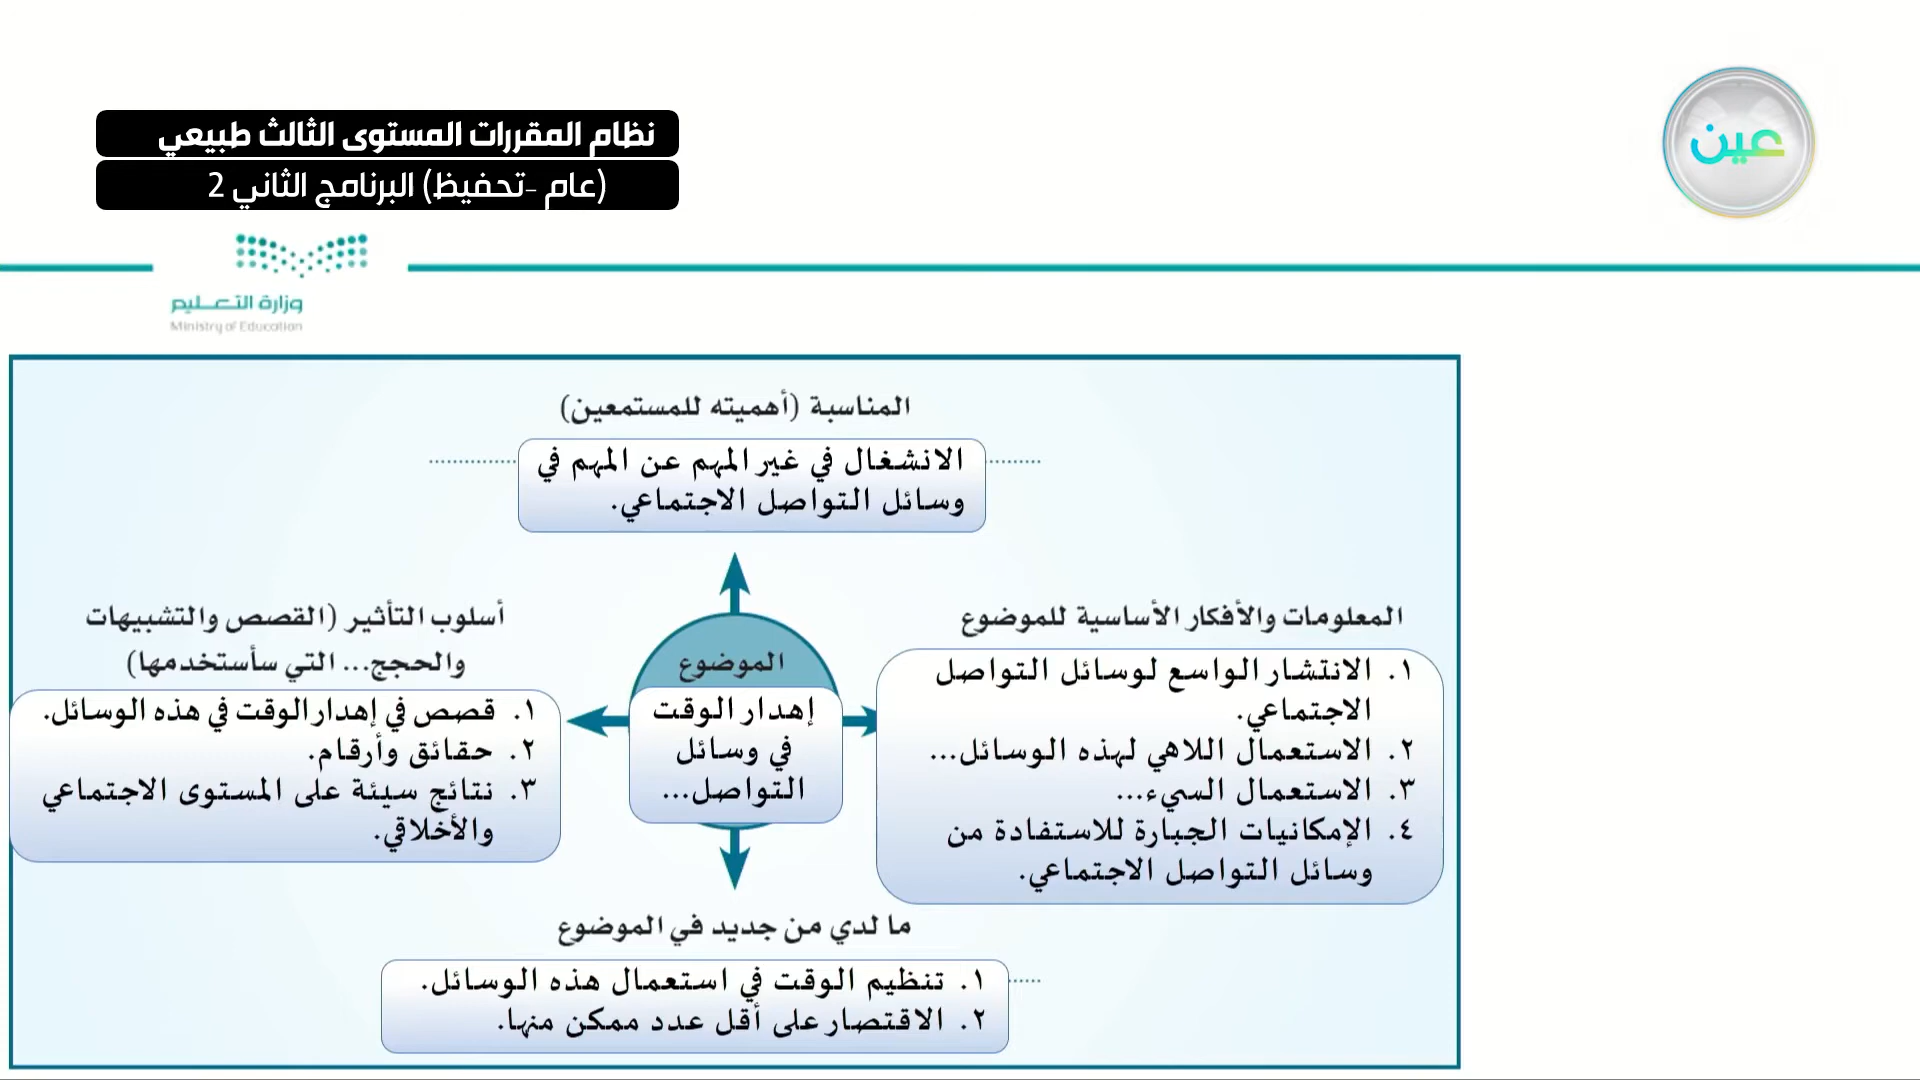 نظام المقررات المستوى الثالث طبيعي
(عام -تحفيظ) البرنامج الثاني 2
عين
وزارة التعليم
Ministry of Education
المناسبة (أهميته للمستمعين)
الانشغال في غير المهم عن المهم في
وسائل التواصل الاجتماعي.
المعلومات والأفكار الأساسية للموضوع
١. الانتشار الواسع لوسائل التواصل
الاجتماعي.
٢. الاستعمال اللاهي لهذه الوسائل...
٣. الاستعمال السيء...
٤. الإمكانيات الجبارة للاستفادة من
وسائل التواصل الاجتماعي.
الموضوع
إهدار الوقت
في وسائل
التواصل...
أسلوب التأثير (القصص والتشبيهات
والحجج... التي سأستخدمها)
١. قصص في إهدار الوقت في هذه الوسائل.
٢. حقائق وأرقام.
٣. نتائج سيئة على المستوى الاجتماعي
والأخلاقي.
ما لدي من جديد في الموضوع
١. تنظيم الوقت في استعمال هذه الوسائل.
٢. الاقتصار على أقل عدد ممكن منها.